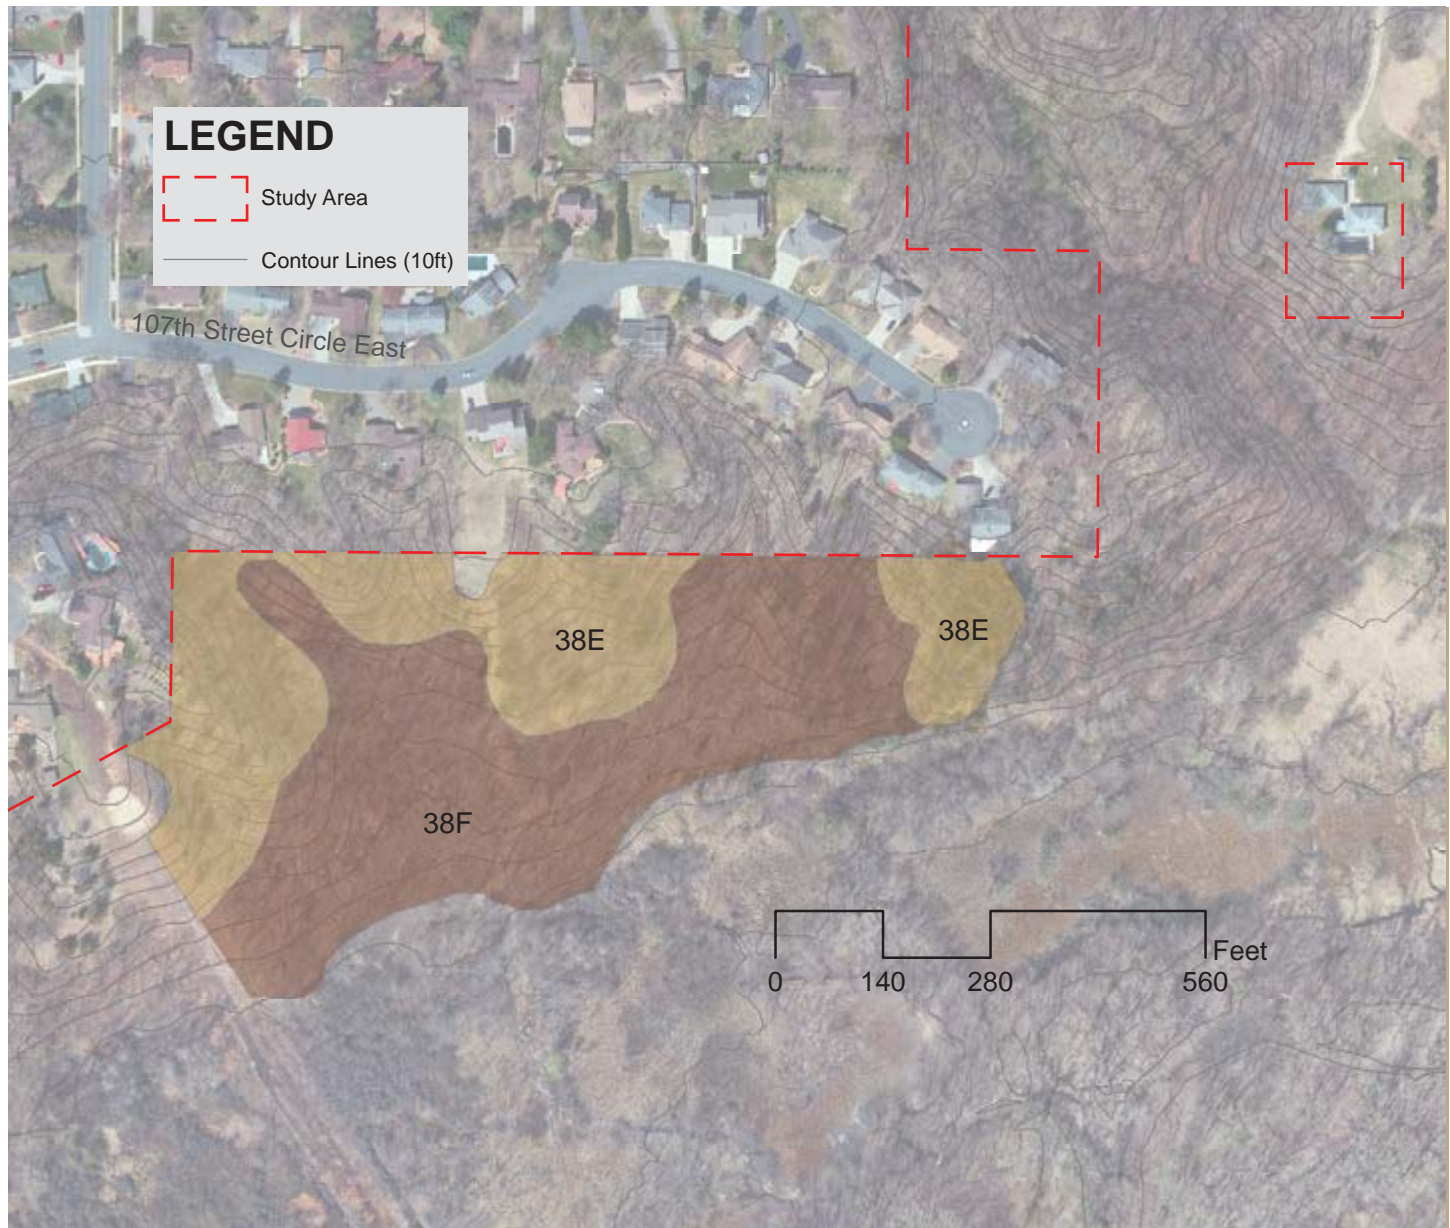 LEGEND
Study Area
Contour Lines (10ft)
107th Street Circle East
38E
38E
38F
Feet
0 140 280 560